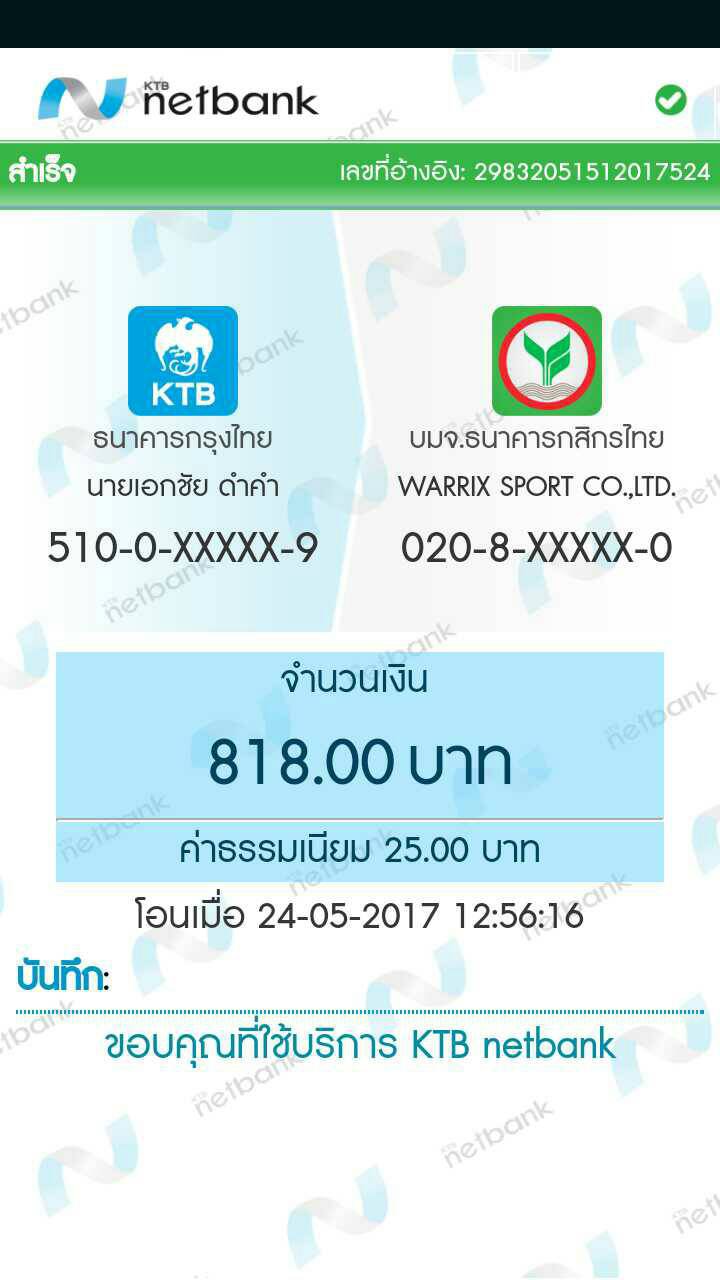 KTB
netbank
สำเร็จ
เลขที่อ้างอิง: 29832051512017524
KTB
ธนาคารกรุงไทย
นายเอกชัย ดำคำ
510-0-XXXXX-9
บมจ.ธนาคารกสิกรไทย
WARRIX SPORT CO.,LTD.
020-8-XXXXX-0
จำนวนเงิน
818.00 บาท
ค่าธรรมเนียม 25.00 บาท
โอนเมื่อ 24-05-2017 12:56:16
บันทึก:
ขอบคุณที่ใช้บริการ KTB netbank